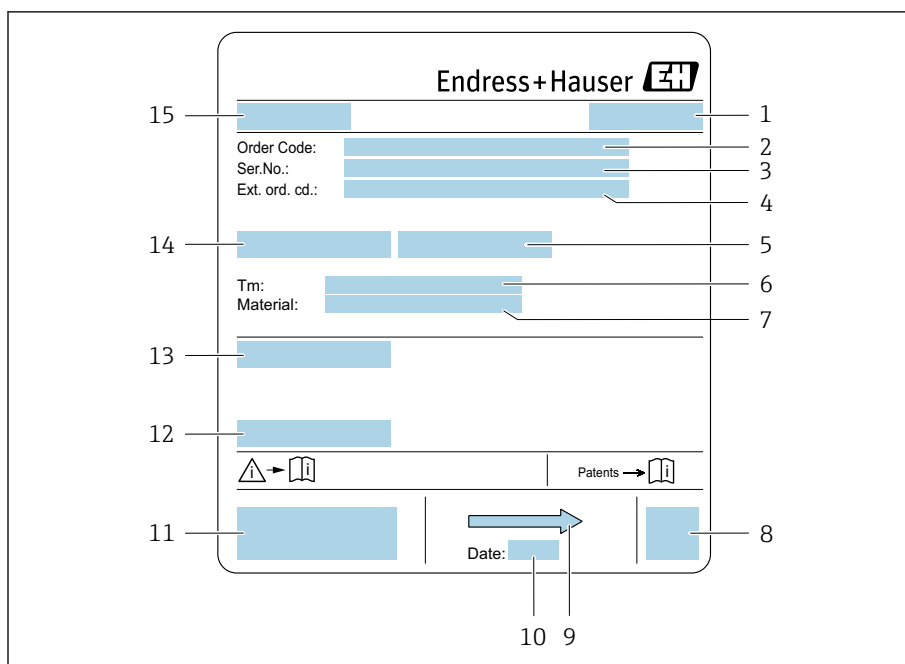 Endress+Hauser EH
15
1
Order Code:
2
Ser.No.:
3
Ext. ord. cd.:
4
14
5
Tm:
6
Material:
7
13
12
i i
Patents i
11
8
Date:
10 9